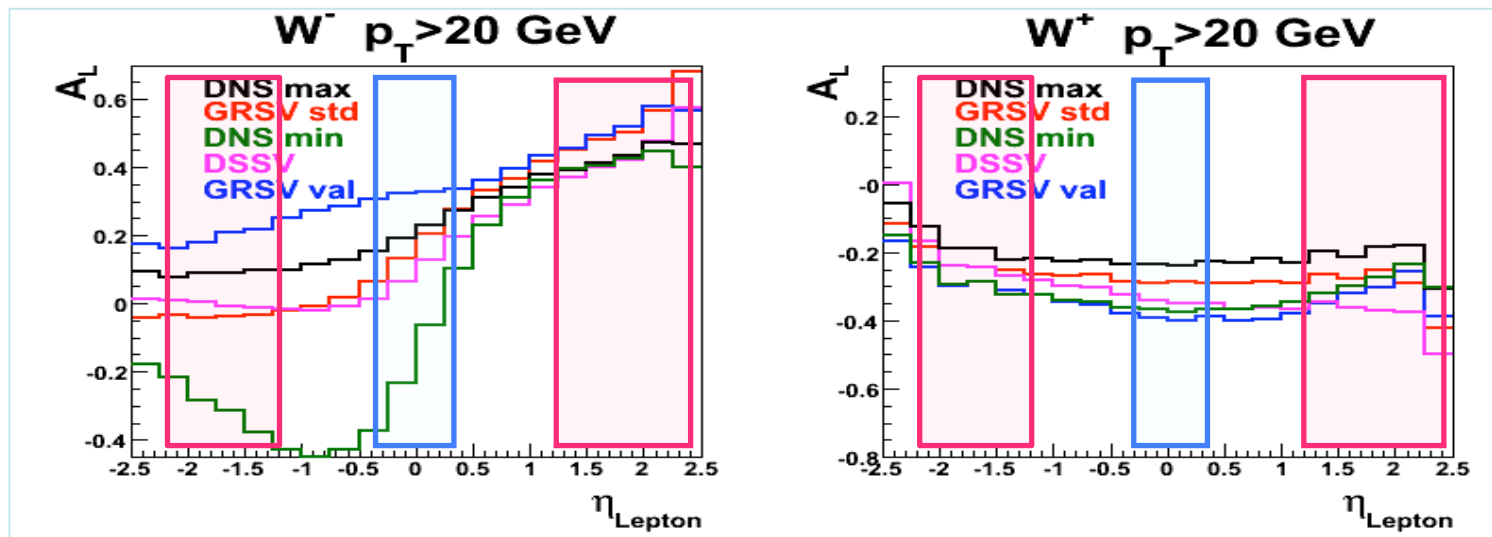 W⁻ p_T>20 GeV
A_L
DNS max
GRSV std
DNS min
DSSV
GRSV val
0.6
0.4
0.2
0
-0.2
-0.4
-2.5 -2 -1.5 -1 -0.5 0 0.5 1 1.5 2 2.5
η_Lepton
W⁺ p_T>20 GeV
A_L
DNS max
GRSV std
DNS min
DSSV
GRSV val
0.2
-0
-0.2
-0.4
-0.6
-0.8
-2.5 -2 -1.5 -1 -0.5 0 0.5 1 1.5 2 2.5
η_Lepton